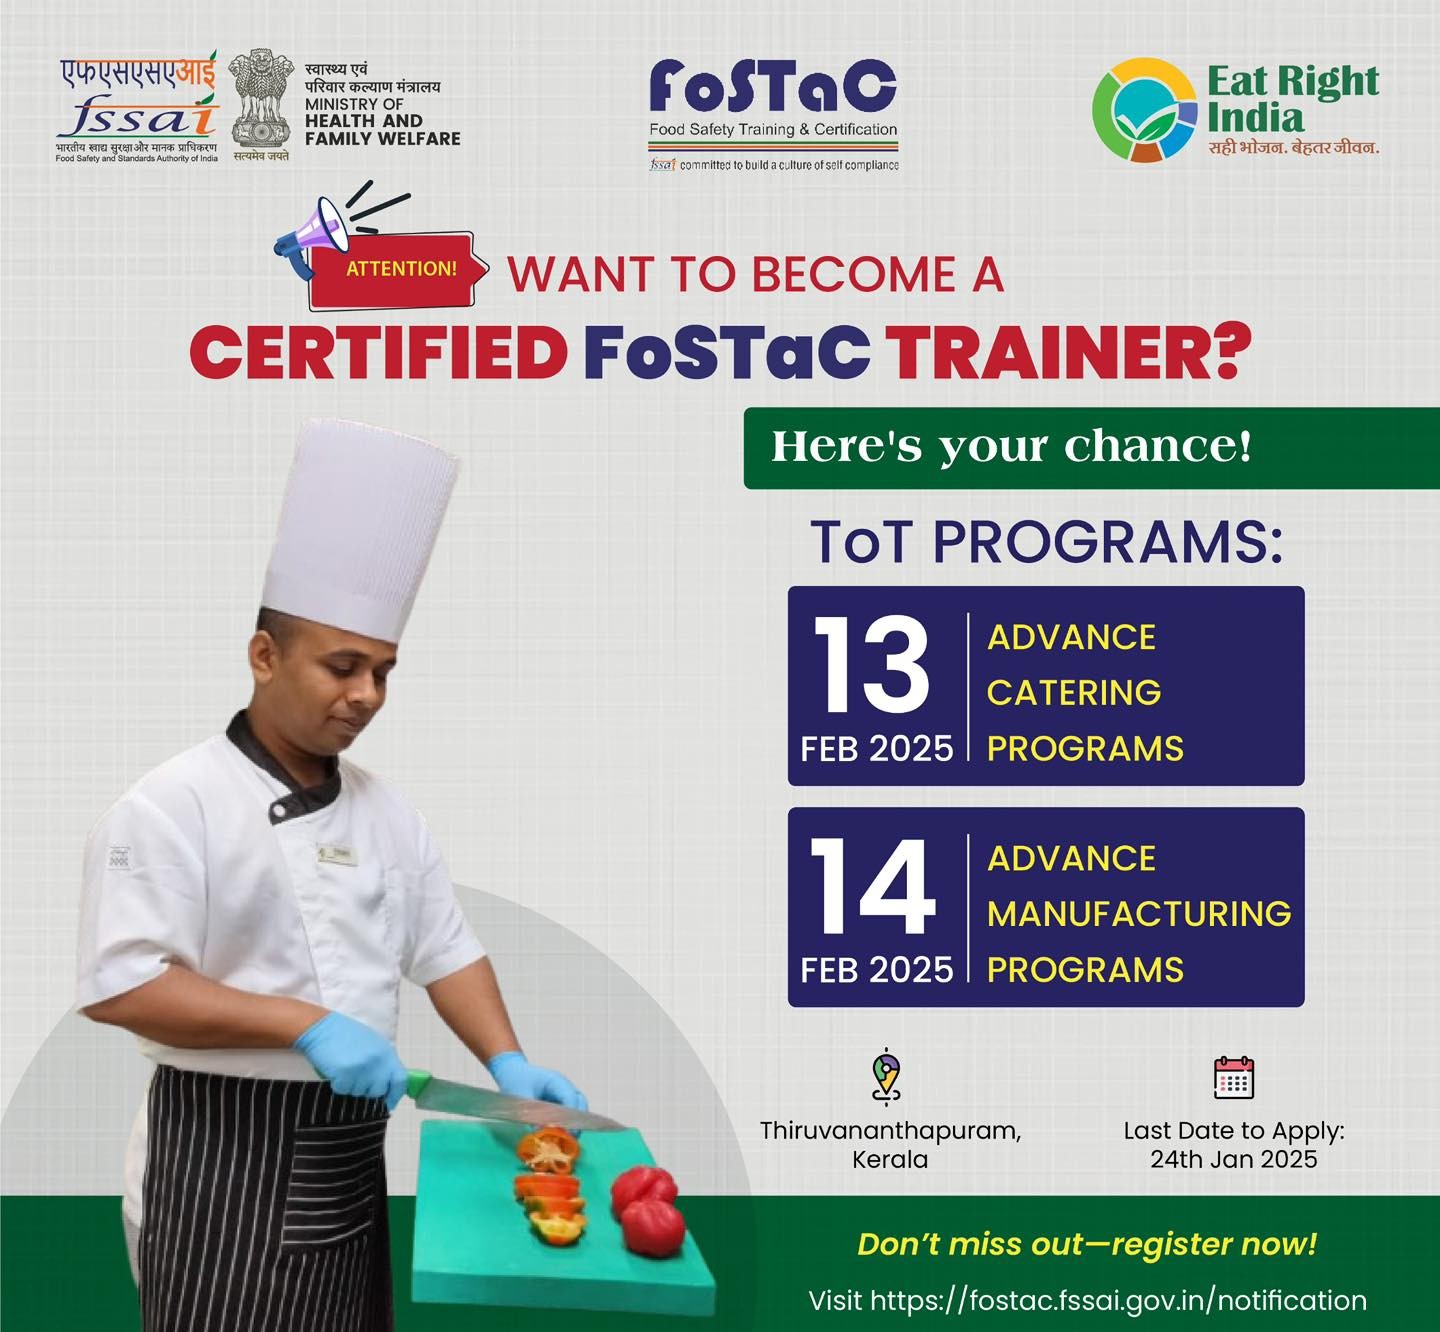 एफएसएसएआई
fssai
भारतीय खाद्य सुरक्षा और मानक प्राधिकरण
Food Safety and Standards Authority of India
सत्यमेव जयते
स्वास्थ्य एवं
परिवार कल्याण मंत्रालय
MINISTRY OF
HEALTH AND
FAMILY WELFARE
FoSTaC
Food Safety Training & Certification
fssai committed to build a culture of self compliance
Eat Right
India
सही भोजन. बेहतर जीवन.
ATTENTION!
WANT TO BECOME A
CERTIFIED FoSTaC TRAINER?
Here's your chance!
ToT PROGRAMS:
13
FEB 2025
ADVANCE
CATERING
PROGRAMS
14
FEB 2025
ADVANCE
MANUFACTURING
PROGRAMS
Thiruvananthapuram,
Kerala
Last Date to Apply:
24th Jan 2025
Don't miss out—register now!
Visit https://fostac.fssai.gov.in/notification